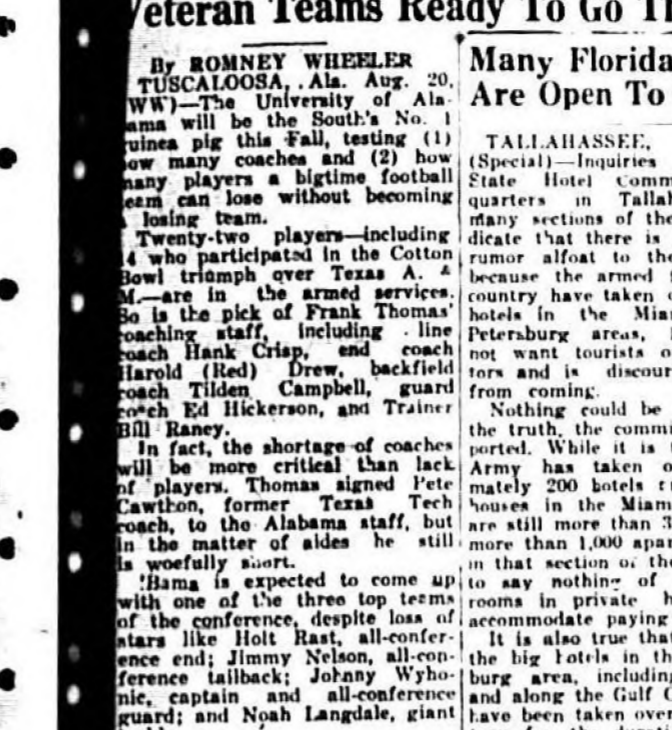 Veteran Teams Ready To Go
By ROMNEY WHEELER
TUSCALOOSA, . Ala. Aug. 20.
WW)—The University of Ala-
ama will be the South's No. 1
uinea pig this Fall, testing (1)
ow many coaches and (2) how
any players a bigtime football
eam can lose without becoming
losing team.
Twenty-two players—including
4 who participated in the Cotton
Bowl triumph over Texas A. &
M.—are in the armed services.
So is the pick of Frank Thomas'
oaching staff, including line
coach Hank Crisp, end coach
Harold (Red) Drew, backfield
coach Tilden Campbell, guard
coach Ed Hickerson, and Trainer
Bill Raney.
In fact, the shortage of coaches
will be more critical than lack
of players. Thomas signed Pete
Cawthon, former Texas Tech
coach, to the Alabama staff, but
in the matter of aides he still
is woefully short.
'Bama is expected to come up
with one of the three top teams
of the conference, despite loss of
stars like Holt Rast, all-confer-
ence end; Jimmy Nelson, all-con-
ference tailback; Johnny Wyho-
nic, captain and all-conference
guard; and Noah Langdale, giant
Many Florida
Are Open To
TALLAHASSEE,
(Special)—Inquiries
State Hotel Comm
quarters in Tallah
many sections of the
dicate that there is
rumor alfoat to the
because the armed
country have taken
hotels in the Miam
Petersburg areas,
not want tourists o
tors and is discour
from coming.
Nothing could be
the truth, the commi
ported. While it is
Army has taken o
mately 200 hotels
houses in the Miam
are still more than 3
more than 1,000 apar
in that section of the
to say nothing of
rooms in private h
accommodate paying
It is also true that
the big hotels in th
burg area, including
and along the Gulf C
have been taken over